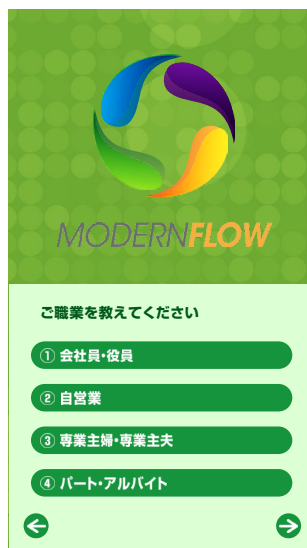 MODERNFLOW
ご職業を教えてください
① 会社員・役員
② 自営業
③ 専業主婦・専業主夫
④ パート・アルバイト